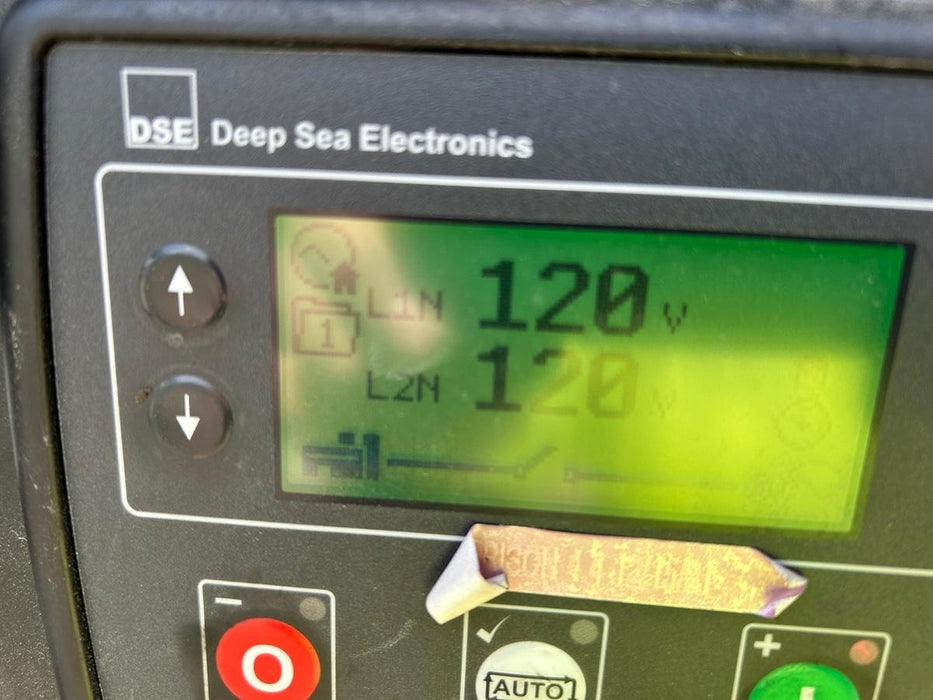 DSE Deep Sea Electronics
L1N 120 V
1
L2N 120 V
O
AUTO